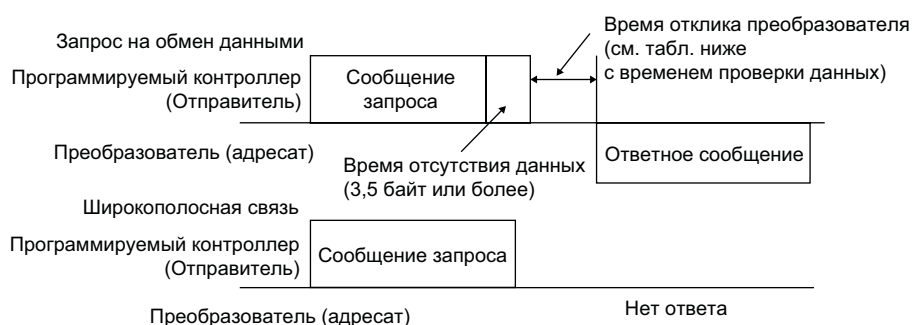 Время отклика преобразователя
(см. табл. ниже
с временем проверки данных)
Запрос на обмен данными
Программируемый контроллер
(Отправитель)
Сообщение
запроса
Преобразователь (адресат)
Время отсутствия данных
(3,5 байт или более)
Ответное сообщение
Широкополосная связь
Программируемый контроллер
(Отправитель)
Сообщение запроса
Преобразователь (адресат)
Нет ответа